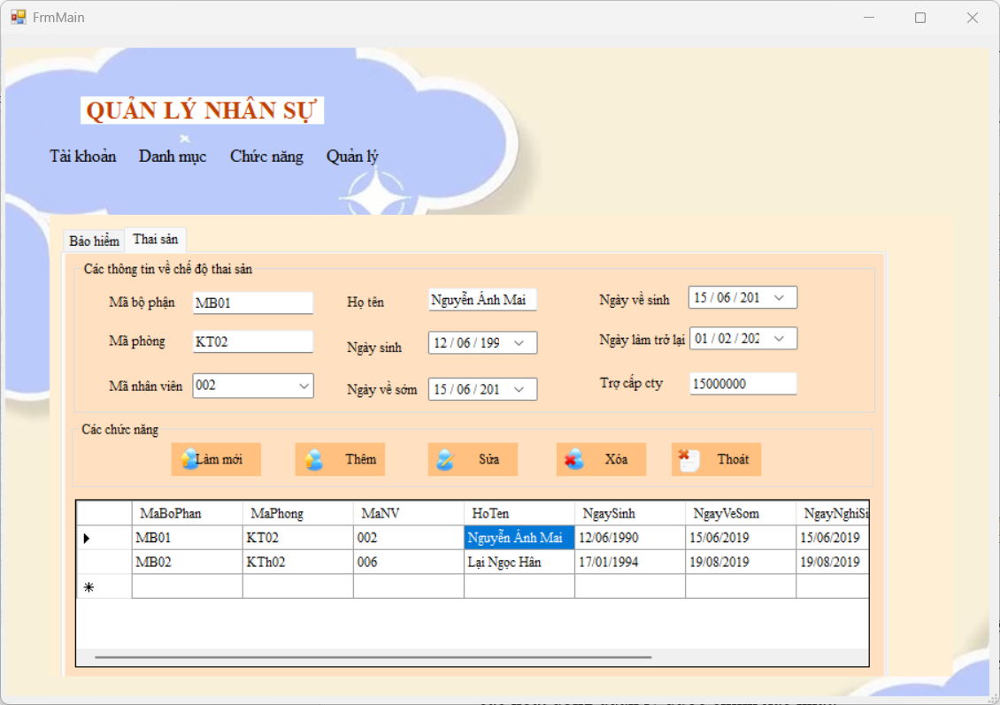 FrmMain
QUẢN LÝ NHÂN SỰ
Tài khoản Danh mục Chức năng Quản lý
Bảo hiểm Thai sản
Các thông tin về chế độ thai sản
Mã bộ phận MB01 Họ tên Nguyễn Ánh Mai Ngày về sinh 15 / 06 / 201
Mã phòng KT02 Ngày sinh 12 / 06 / 199 Ngày làm trở lại 01 / 02 / 202
Mã nhân viên 002 Ngày về sớm 15 / 06 / 201 Trợ cấp cty 15000000
Các chức năng
Làm mới Thêm Sửa Xóa Thoát
MaBoPhan MaPhong MaNV HoTen NgaySinh NgayVeSom NgayNghiSi
MB01 KT02 002 Nguyễn Ánh Mai 12/06/1990 15/06/2019 15/06/2019
MB02 KTh02 006 Lại Ngọc Hân 17/01/1994 19/08/2019 19/08/2019